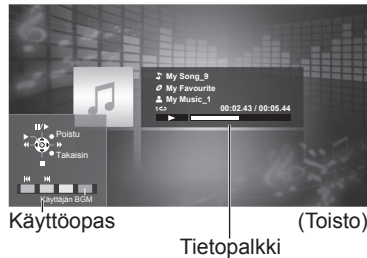 My Song_9
My Favourite
My Music_1
1 00:02.43 / 00:05.44
Poistu
Takaisin
Käyttäjän BGM
Käyttöopas
(Toisto)
Tietopalkki